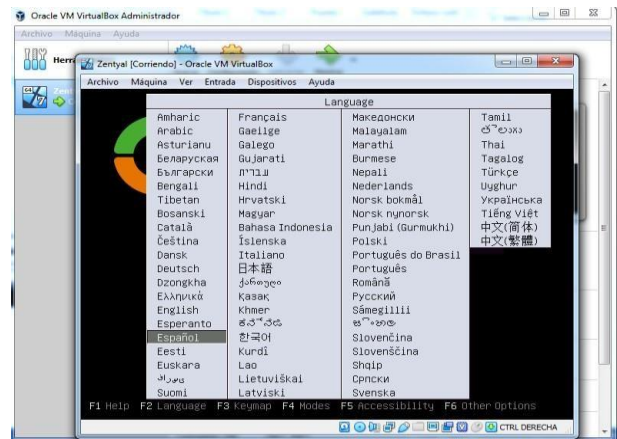 Oracle VM VirtualBox Administrador
Archivo Máquina Ayuda
Herr
Zentyal [Corriendo] - Oracle VM VirtualBox
Archivo Máquina Ver Entrada Dispositivos Ayuda
Language
Amharic
Arabic
Asturianu
Беларуская
Български
Bengali
Tibetan
Bosanski
Català
Čeština
Dansk
Deutsch
Dzongkha
Ελληνικά
English
Esperanto
Español
Eesti
Euskara
Suomi
Français
Gaeilge
Galego
Gujarati
עברית
Hindi
Hrvatski
Magyar
Bahasa Indonesia
Íslenska
Italiano
日本語
ქართული
Қазақ
Khmer
한국어
Kurdî
Lao
Lietuviškai
Latviski
Македонски
Malayalam
Marathi
Burmese
Nepali
Nederlands
Norsk bokmål
Norsk nynorsk
Punjabi (Gurmukhi)
Polski
Português do Brasil
Português
Română
Русский
Sámegillii
Slovenčina
Slovenščina
Shqip
Српски
Svenska
Tamil
Thai
Tagalog
Türkçe
Uyghur
Українська
Tiếng Việt
中文(简体)
中文(繁體)
F1 Help F2 Language F3 Keymap F4 Modes F5 Accessibility F6 Other Options
CTRL DERECHA